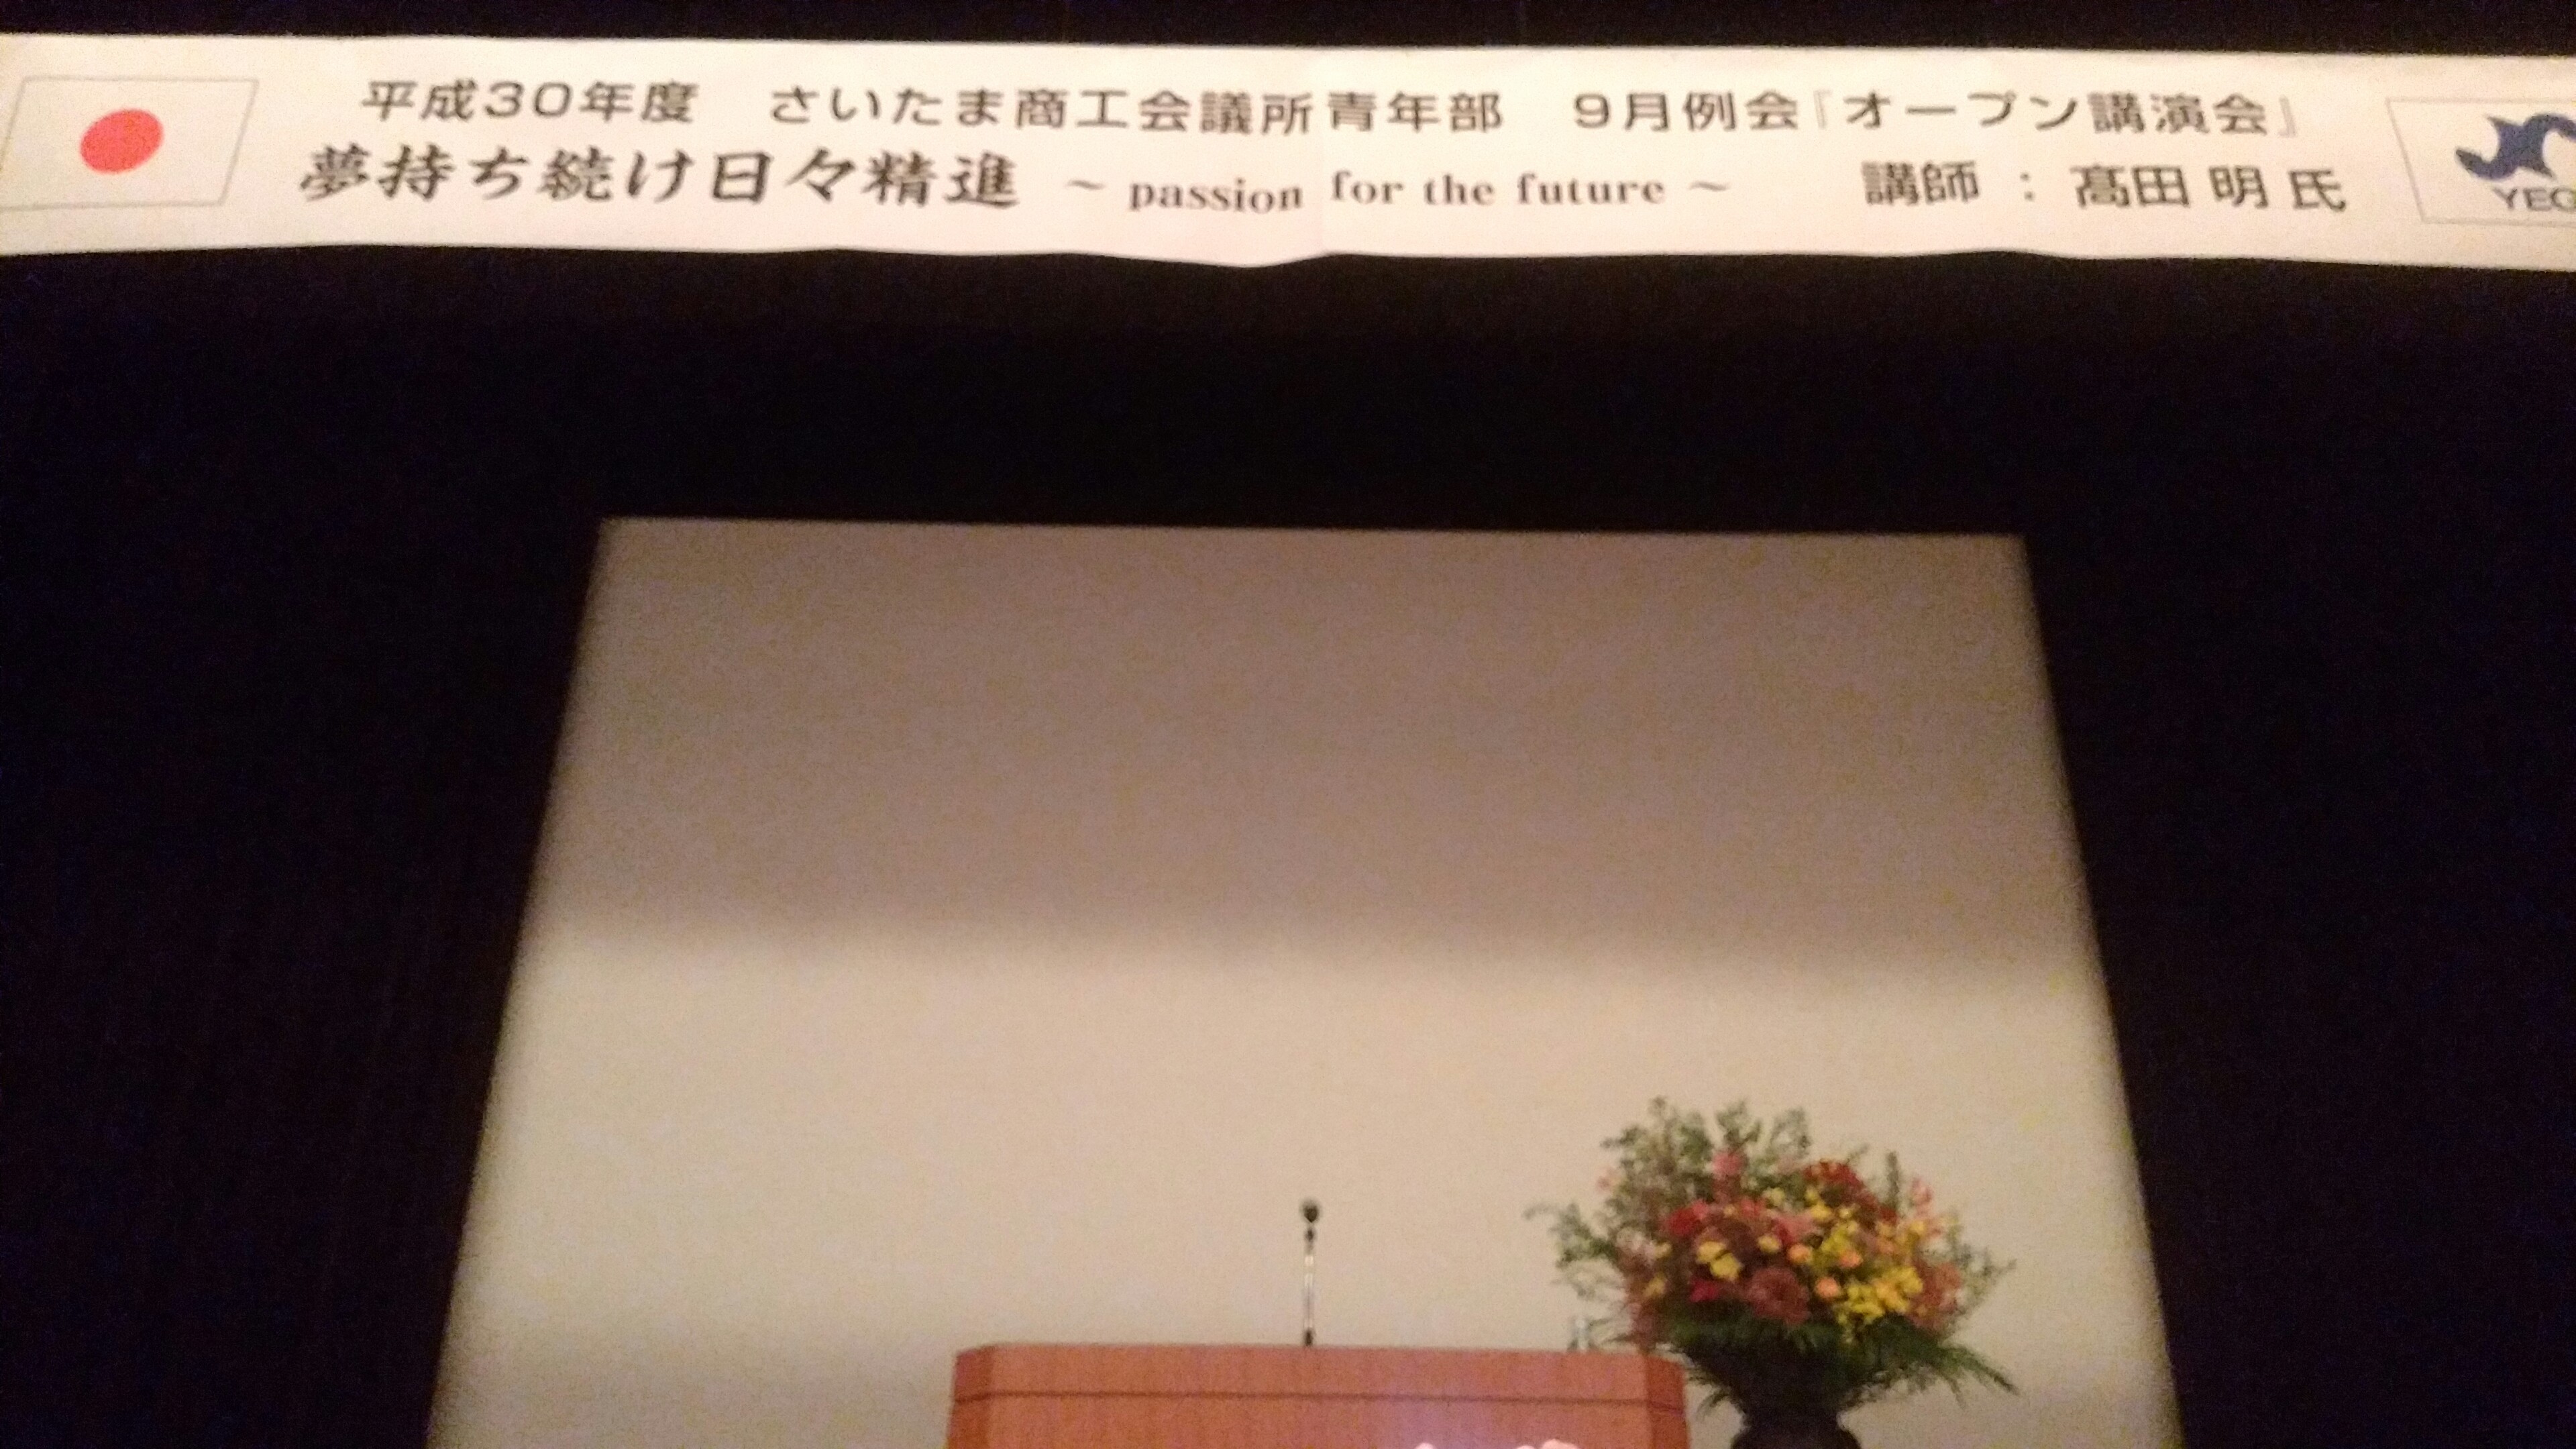 平成30年度　さいたま商工会議所青年部　9月例会『オープン講演会』
夢持ち続け日々精進 ～ passion for the future ～　講師：髙田 明 氏
YEG